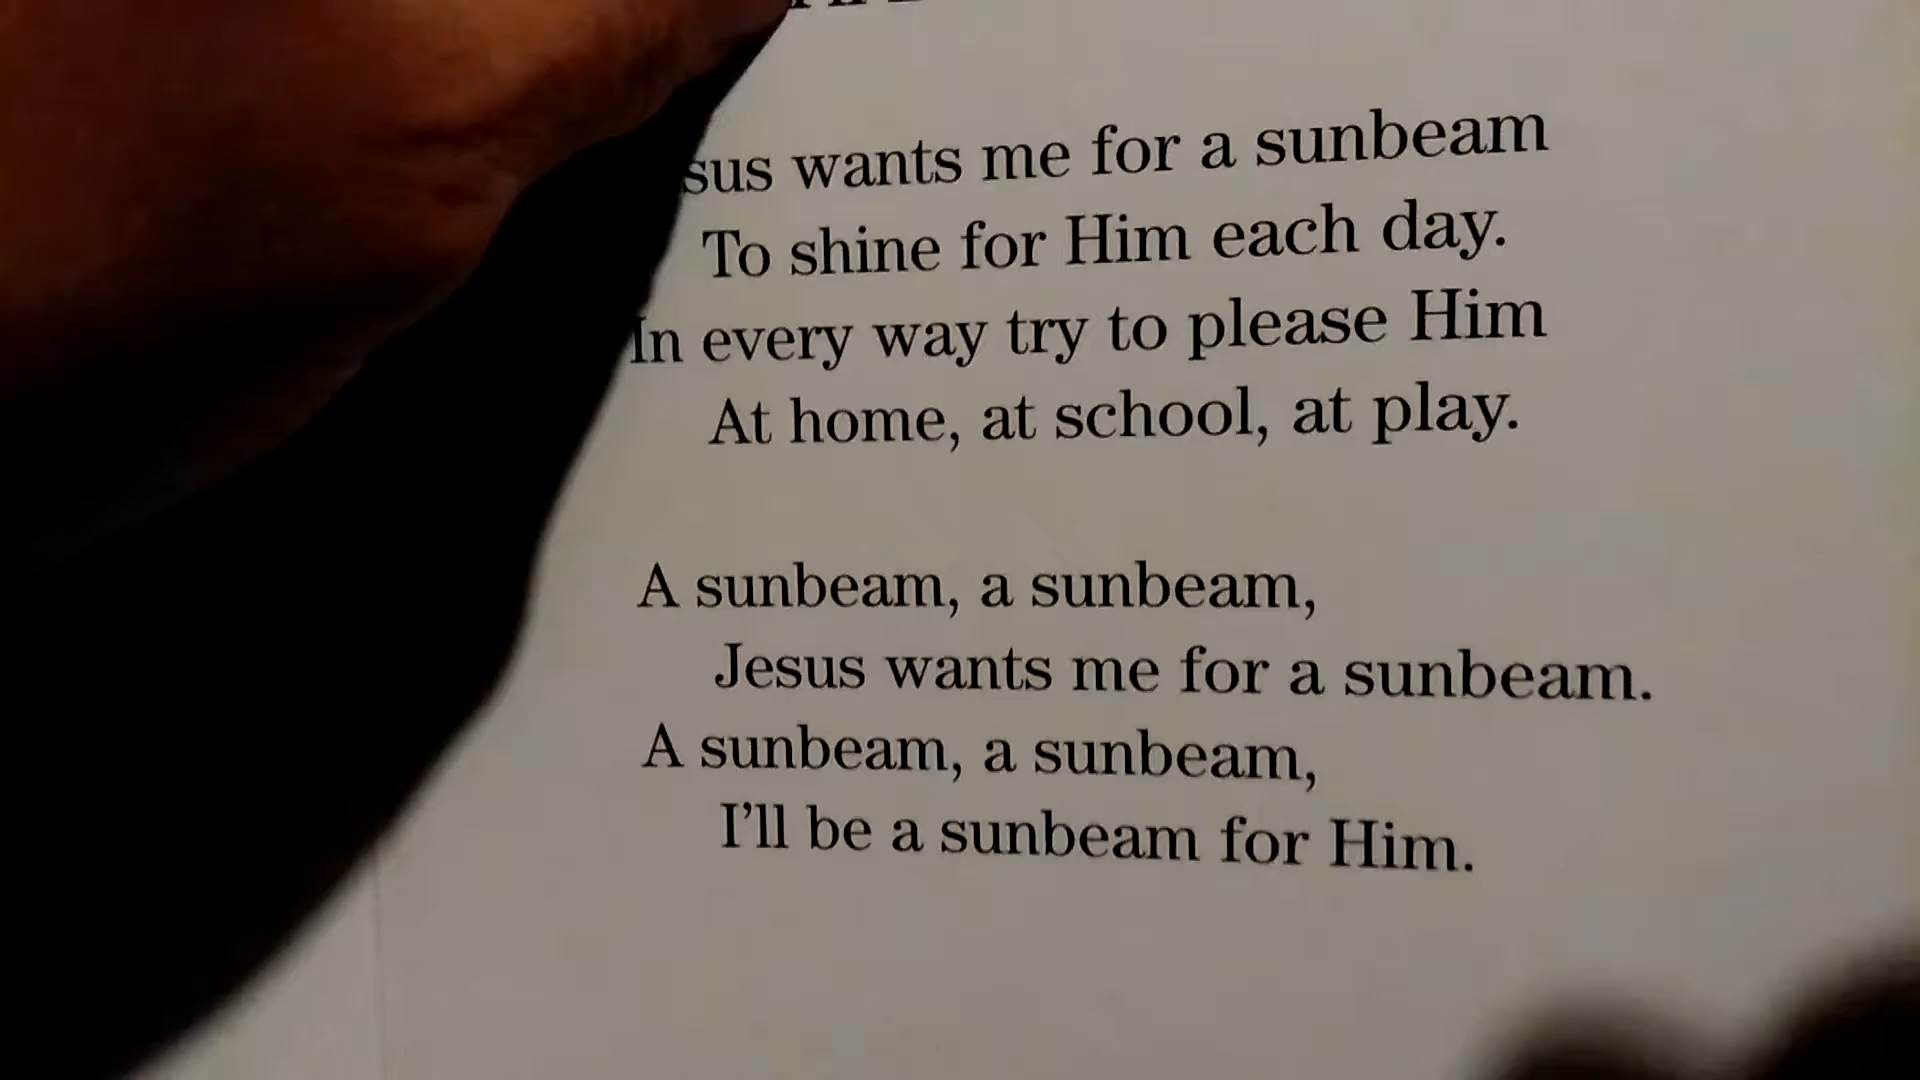 sus wants me for a sunbeam
To shine for Him each day.
In every way try to please Him
At home, at school, at play.
A sunbeam, a sunbeam,
Jesus wants me for a sunbeam.
A sunbeam, a sunbeam,
I'll be a sunbeam for Him.